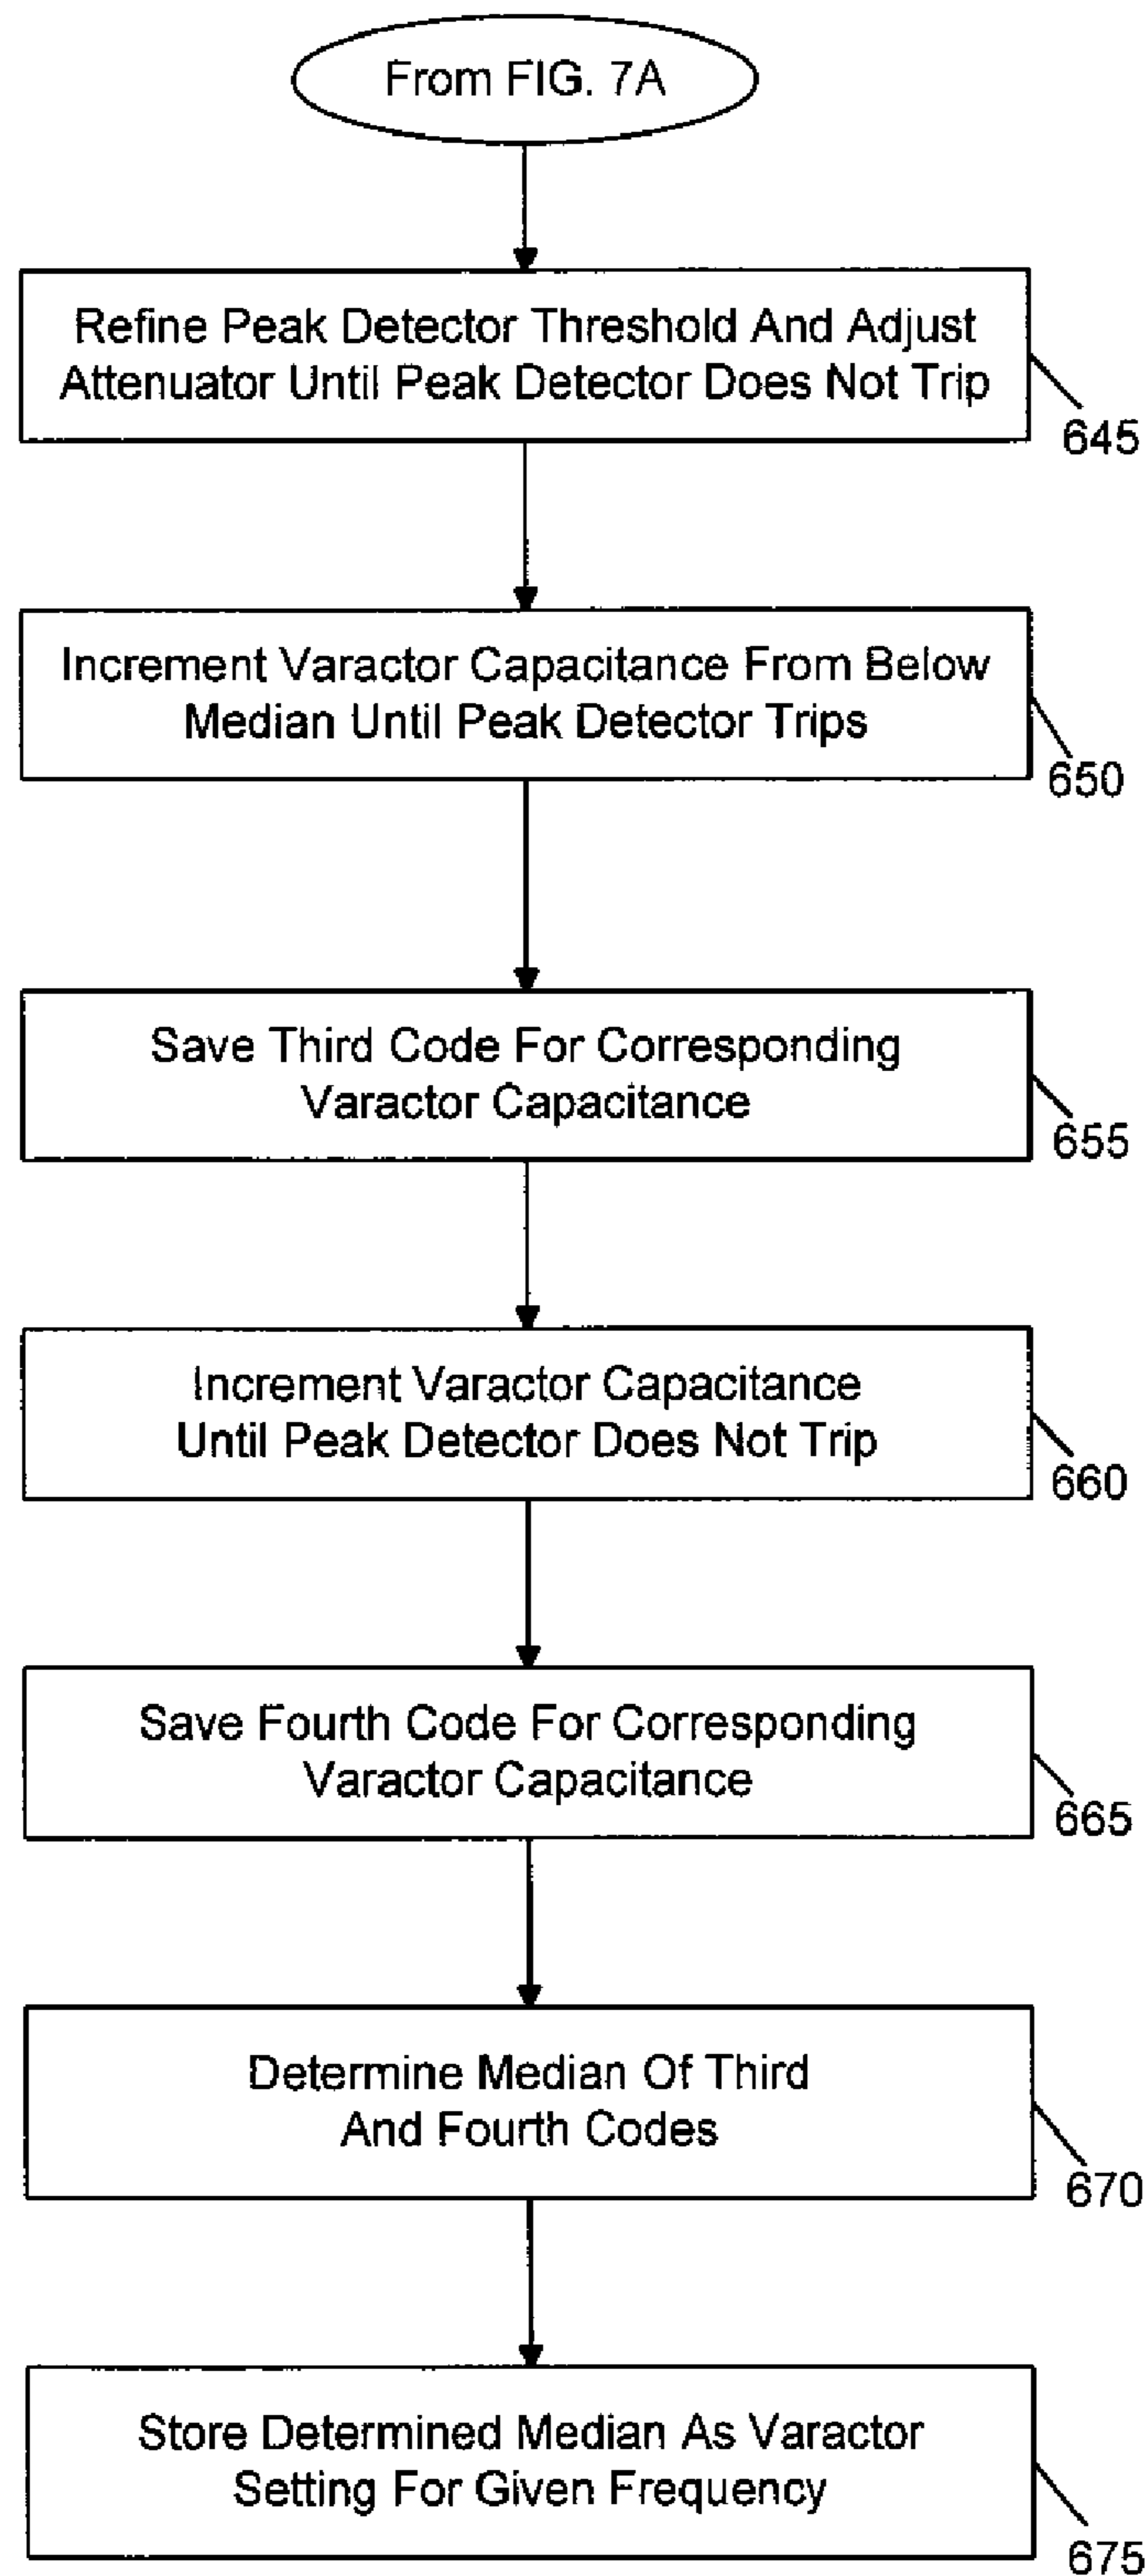 From FIG. 7A
Refine Peak Detector Threshold And Adjust
Attenuator Until Peak Detector Does Not Trip
645
Increment Varactor Capacitance From Below
Median Until Peak Detector Trips
650
Save Third Code For Corresponding
Varactor Capacitance
655
Increment Varactor Capacitance
Until Peak Detector Does Not Trip
660
Save Fourth Code For Corresponding
Varactor Capacitance
665
Determine Median Of Third
And Fourth Codes
670
Store Determined Median As Varactor
Setting For Given Frequency
675